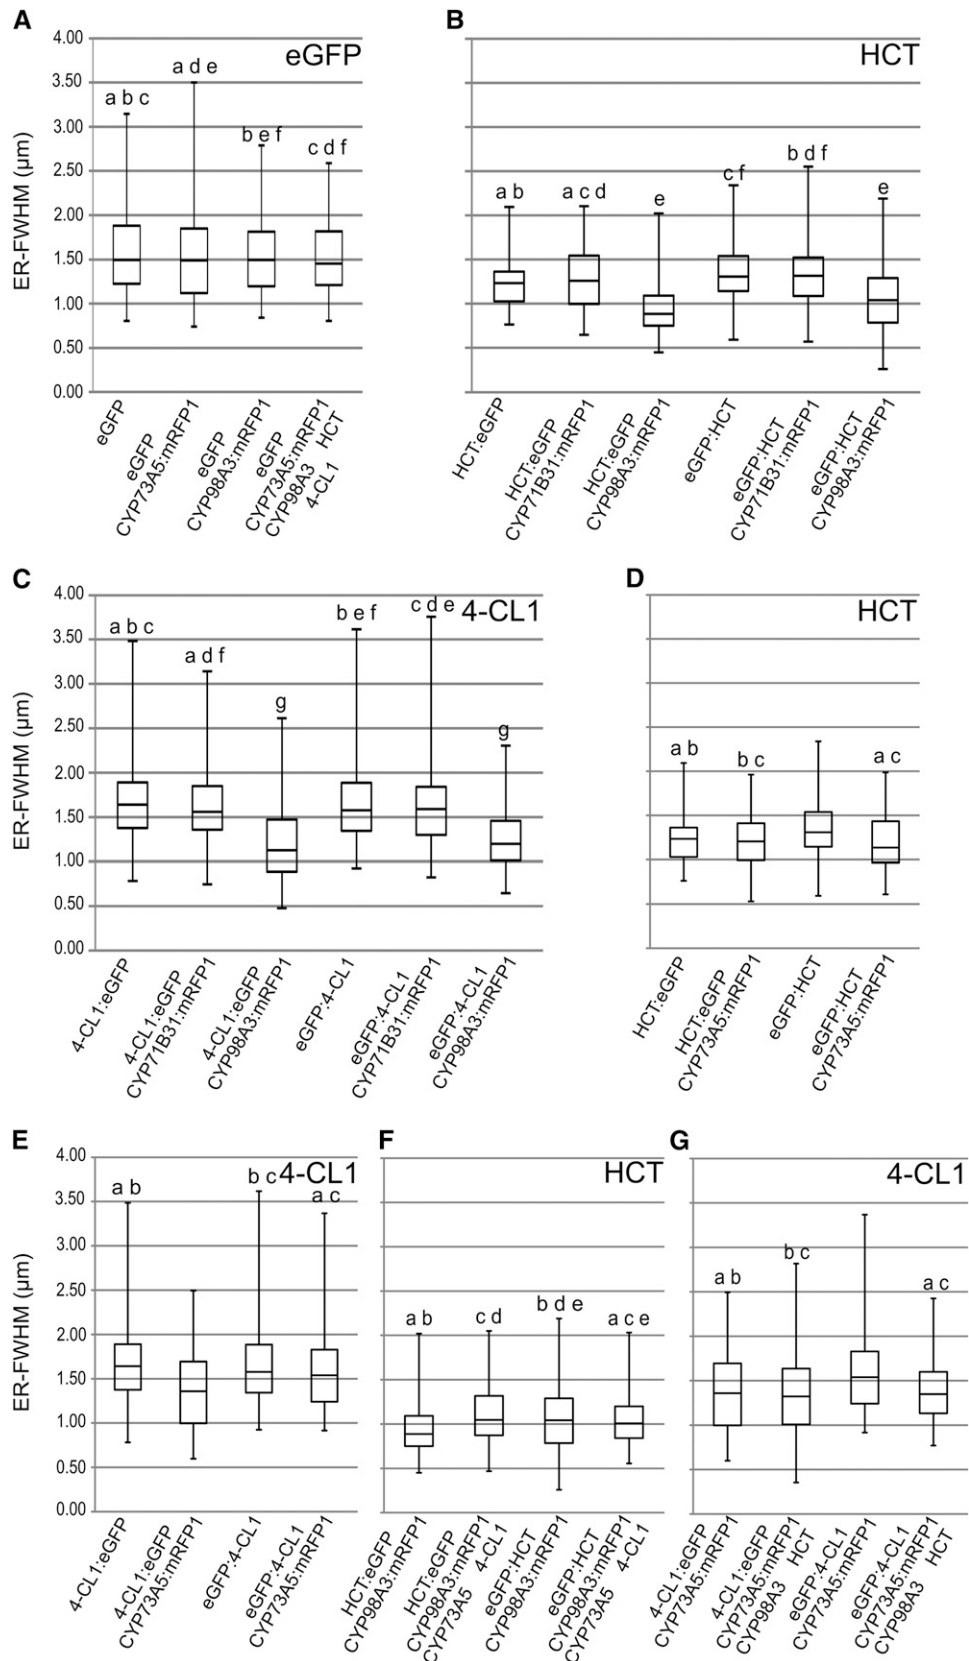 A
eGFP
ER-FWHM (µm)
4.00
3.50
3.00
2.50
2.00
1.50
1.00
0.50
0.00
a b c
a d e
b e f
c d f
eGFP
eGFP
CYP73A5:mRFP1
eGFP
CYP98A3:mRFP1
eGFP
CYP73A5:mRFP1
CYP98A3 HCT
4-CL1
B
HCT
a b
a c d
e
c f
b d f
e
HCT:eGFP
HCT:eGFP
CYP71B31:mRFP1
HCT:eGFP
CYP98A3:mRFP1
eGFP:HCT
eGFP:HCT
CYP71B31:mRFP1
eGFP:HCT
CYP98A3:mRFP1
C
4-CL1
ER-FWHM (µm)
4.00
3.50
3.00
2.50
2.00
1.50
1.00
0.50
0.00
a b c
a d f
g
b e f
c d e
g
4-CL1:eGFP
4-CL1:eGFP
CYP71B31:mRFP1
4-CL1:eGFP
CYP98A3:mRFP1
eGFP:4-CL1
eGFP:4-CL1
CYP71B31:mRFP1
eGFP:4-CL1
CYP98A3:mRFP1
D
HCT
a b
b c
a c
HCT:eGFP
HCT:eGFP
CYP73A5:mRFP1
eGFP:HCT
eGFP:HCT
CYP73A5:mRFP1
E
4-CL1
ER-FWHM (µm)
4.00
3.50
3.00
2.50
2.00
1.50
1.00
0.50
0.00
a b
b c
a c
4-CL1:eGFP
4-CL1:eGFP
CYP73A5:mRFP1
eGFP:4-CL1
eGFP:4-CL1
CYP73A5:mRFP1
F
HCT
a b
c d
b d e
a c e
HCT:eGFP
CYP98A3:mRFP1
HCT:eGFP
CYP98A3:mRFP1
CYP73A5 4-CL1
eGFP:HCT
CYP98A3:mRFP1
eGFP:HCT
CYP98A3:mRFP1
CYP73A5 4-CL1
G
4-CL1
a b
b c
a c
4-CL1:eGFP
CYP73A5:mRFP1
4-CL1:eGFP
CYP73A5:mRFP1
CYP98A3 HCT
eGFP:4-CL1
CYP73A5:mRFP1
eGFP:4-CL1
CYP73A5:mRFP1
CYP98A3 HCT